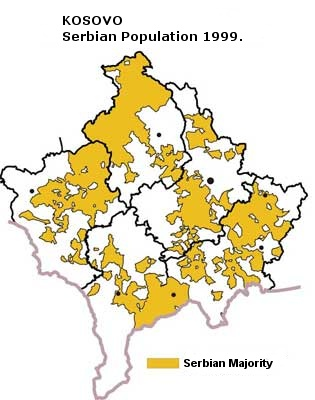 KOSOVO
Serbian Population 1999.
Serbian Majority